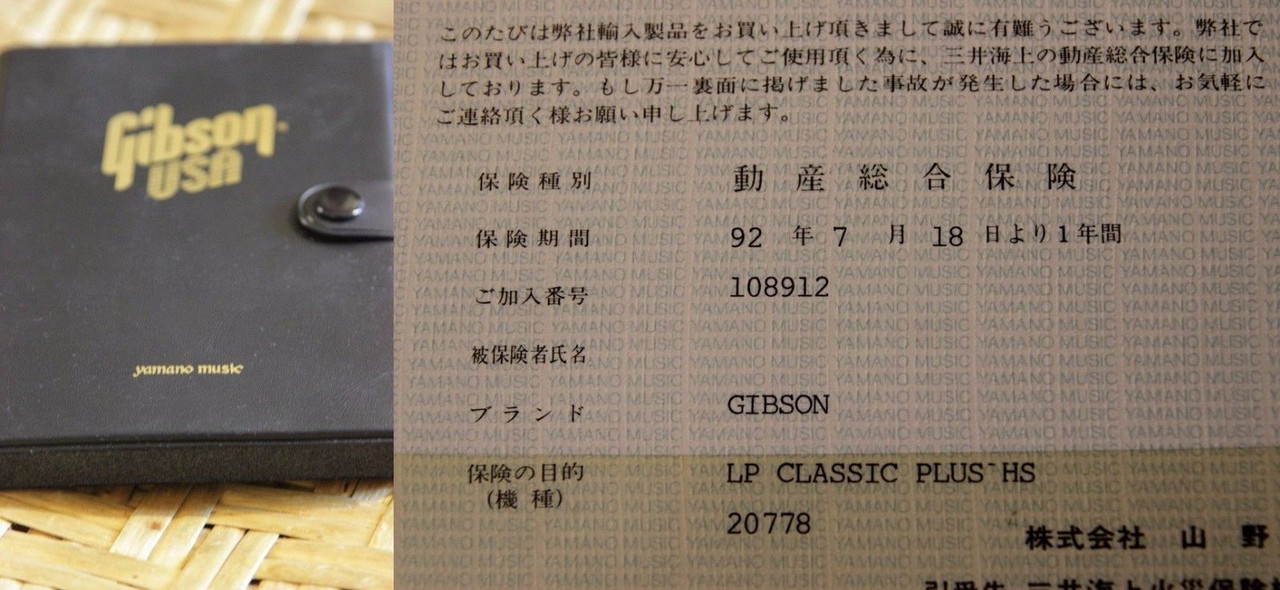 Gibson
USA
yamano music
このたびは弊社輸入製品をお買い上げ頂きまして誠に有難うございます。弊社で
はお買い上げの皆様に安心してご使用頂く為に、三井海上の動産総合保険に加入
しております。もし万一裏面に掲げました事故が発生した場合には、お気軽に
ご連絡頂く様お願い申し上げます。
保険種別 動産総合保険
保険期間 92 年 7 月 18 日より1年間
ご加入番号 108912
被保険者氏名
ブランド GIBSON
保険の目的 LP CLASSIC PLUS HS
(機種)
20778
株式会社 山 野